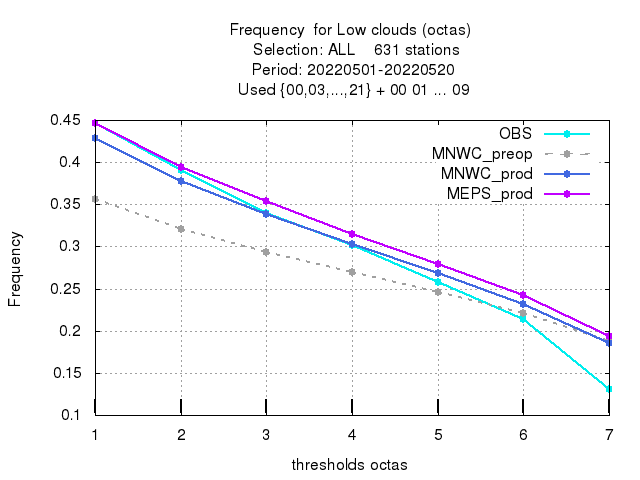 Frequency  for Low clouds (octas)
Selection: ALL    631 stations
Period: 20220501-20220520
Used {00,03,...,21} + 00 01 ... 09
OBS
MNWC_preop
MNWC_prod
MEPS_prod
0.45
0.4
0.35
0.3
0.25
0.2
0.15
0.1
Frequency
1 2 3 4 5 6 7
thresholds octas